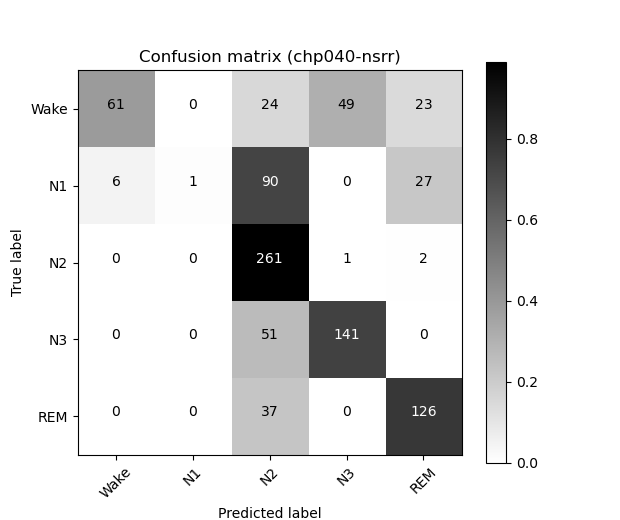 Confusion matrix (chp040-nsrr)
Wake 61 0 24 49 23
N1 6 1 90 0 27
N2 0 0 261 1 2
N3 0 0 51 141 0
REM 0 0 37 0 126
Wake N1 N2 N3 REM
Predicted label
True label
0.8
0.6
0.4
0.2
0.0